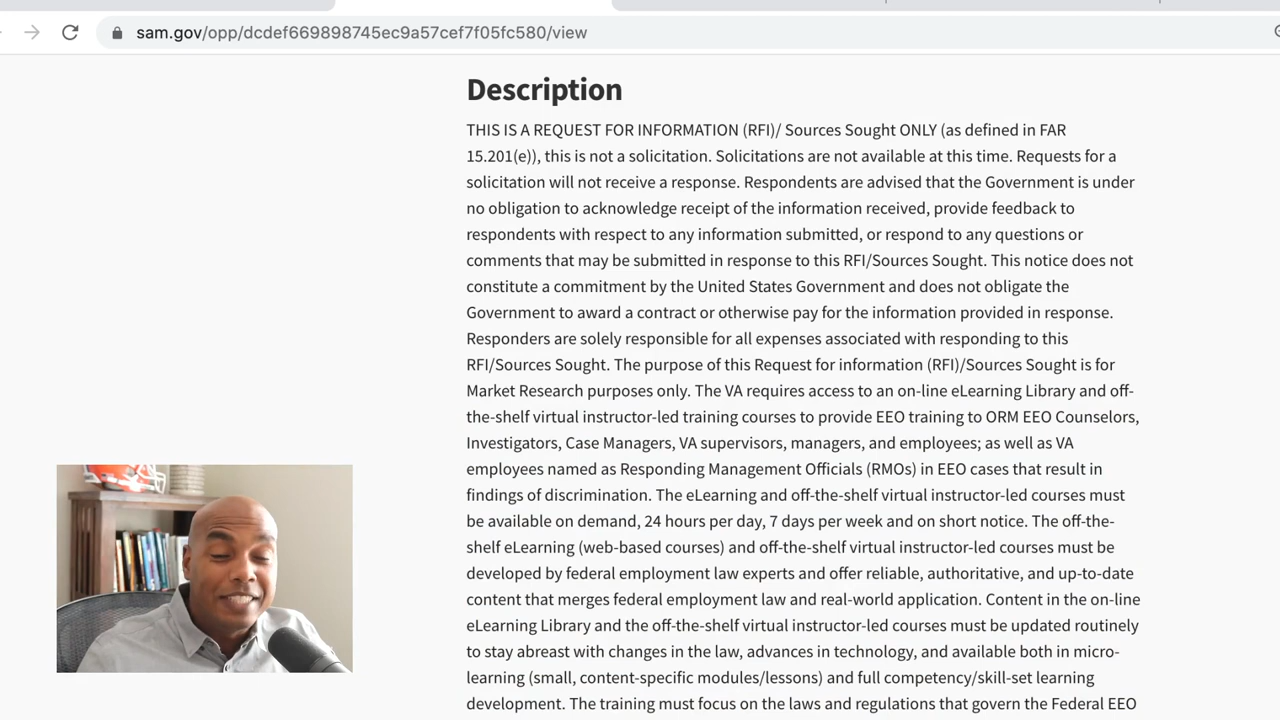 sam.gov/opp/dcdef669898745ec9a57cef7f05fc580/view
Description
THIS IS A REQUEST FOR INFORMATION (RFI)/ Sources Sought ONLY (as defined in FAR
15.201(e)), this is not a solicitation. Solicitations are not available at this time. Requests for a
solicitation will not receive a response. Respondents are advised that the Government is under
no obligation to acknowledge receipt of the information received, provide feedback to
respondents with respect to any information submitted, or respond to any questions or
comments that may be submitted in response to this RFI/Sources Sought. This notice does not
constitute a commitment by the United States Government and does not obligate the
Government to award a contract or otherwise pay for the information provided in response.
Responders are solely responsible for all expenses associated with responding to this
RFI/Sources Sought. The purpose of this Request for information (RFI)/Sources Sought is for
Market Research purposes only. The VA requires access to an on-line eLearning Library and off-
the-shelf virtual instructor-led training courses to provide EEO training to ORM EEO Counselors,
Investigators, Case Managers, VA supervisors, managers, and employees; as well as VA
employees named as Responding Management Officials (RMOs) in EEO cases that result in
findings of discrimination. The eLearning and off-the-shelf virtual instructor-led courses must
be available on demand, 24 hours per day, 7 days per week and on short notice. The off-the-
shelf eLearning (web-based courses) and off-the-shelf virtual instructor-led courses must be
developed by federal employment law experts and offer reliable, authoritative, and up-to-date
content that merges federal employment law and real-world application. Content in the on-line
eLearning Library and the off-the-shelf virtual instructor-led courses must be updated routinely
to stay abreast with changes in the law, advances in technology, and available both in micro-
learning (small, content-specific modules/lessons) and full competency/skill-set learning
development. The training must focus on the laws and regulations that govern the Federal EEO